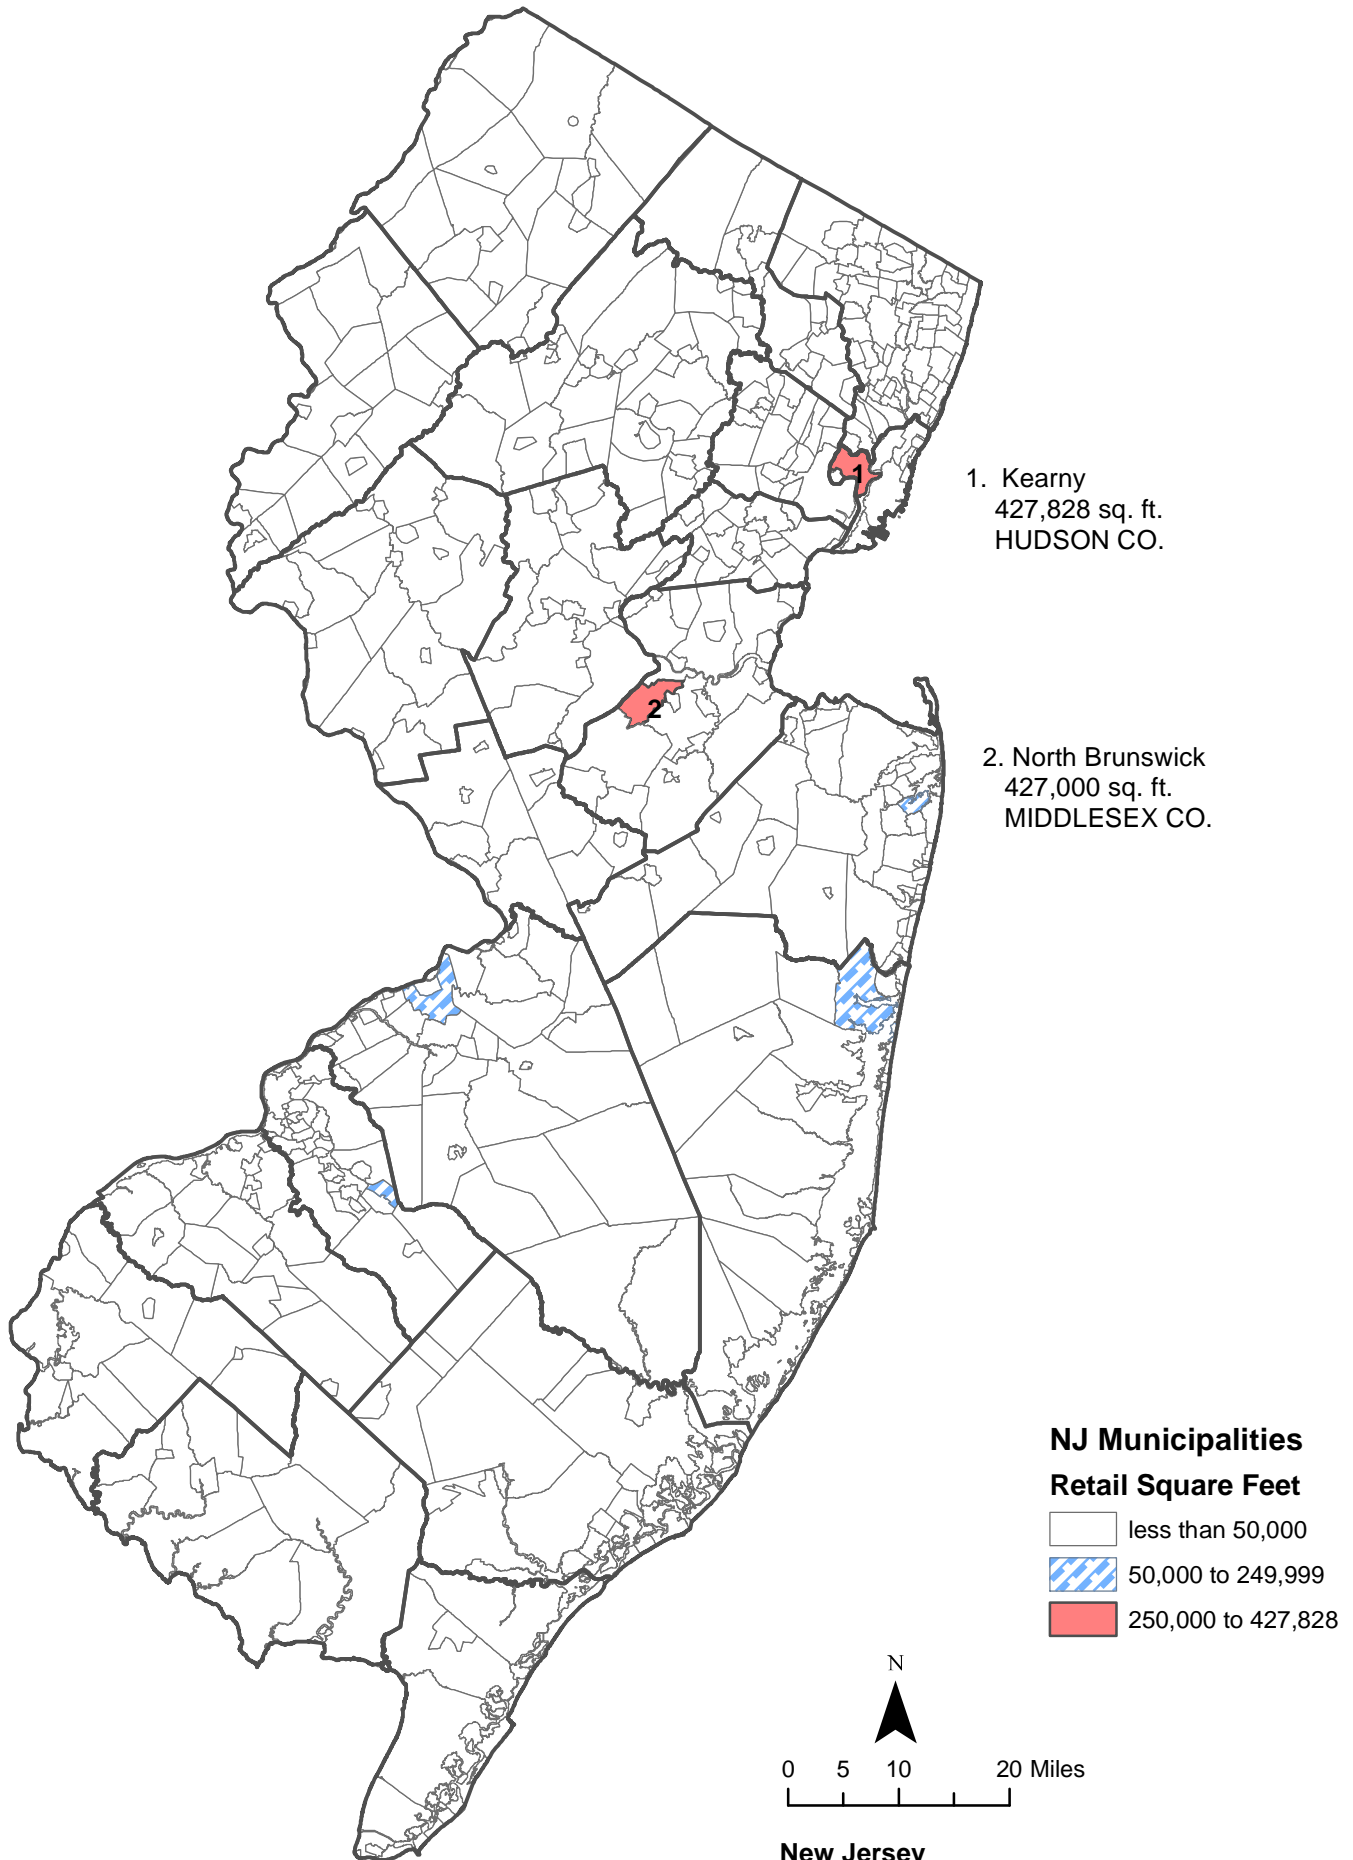 1
1. Kearny
427,828 sq. ft.
HUDSON CO.
2
2. North Brunswick
427,000 sq. ft.
MIDDLESEX CO.
NJ Municipalities
Retail Square Feet
less than 50,000
50,000 to 249,999
250,000 to 427,828
N
0 5 10 20 Miles
New Jersey